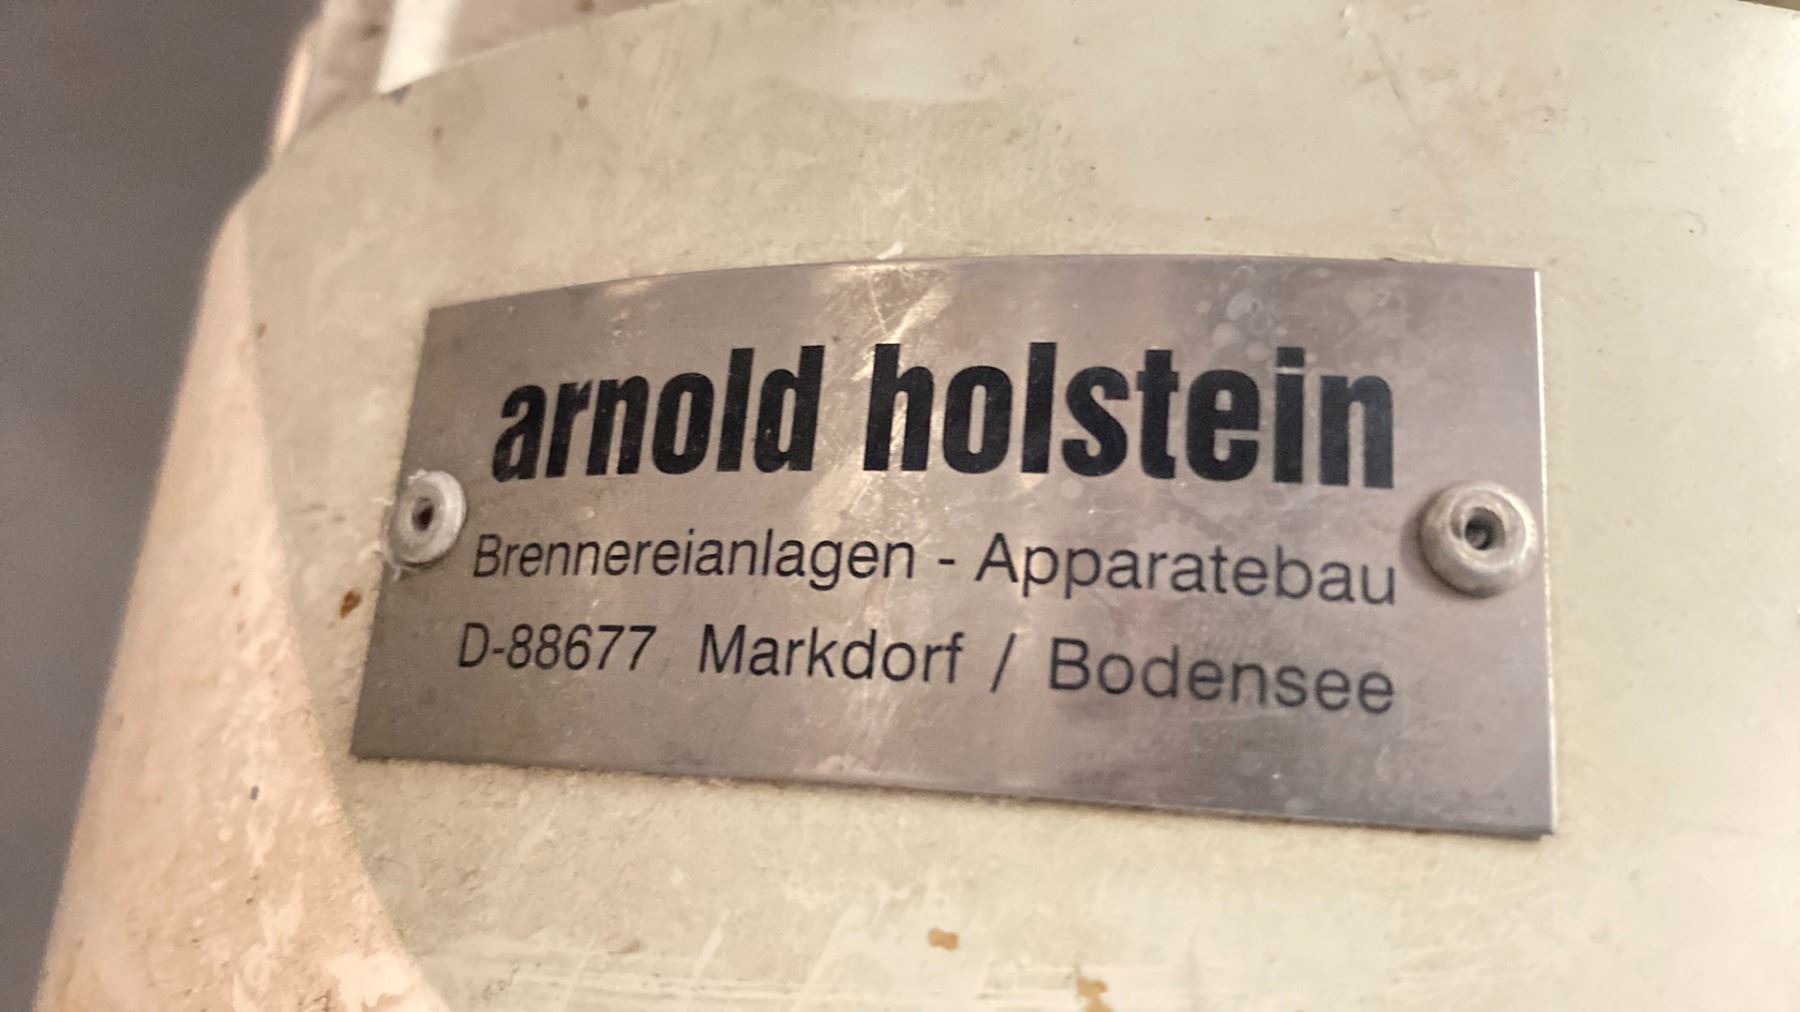 arnold holstein
Brennereianlagen - Apparatebau
D-88677 Markdorf / Bodensee